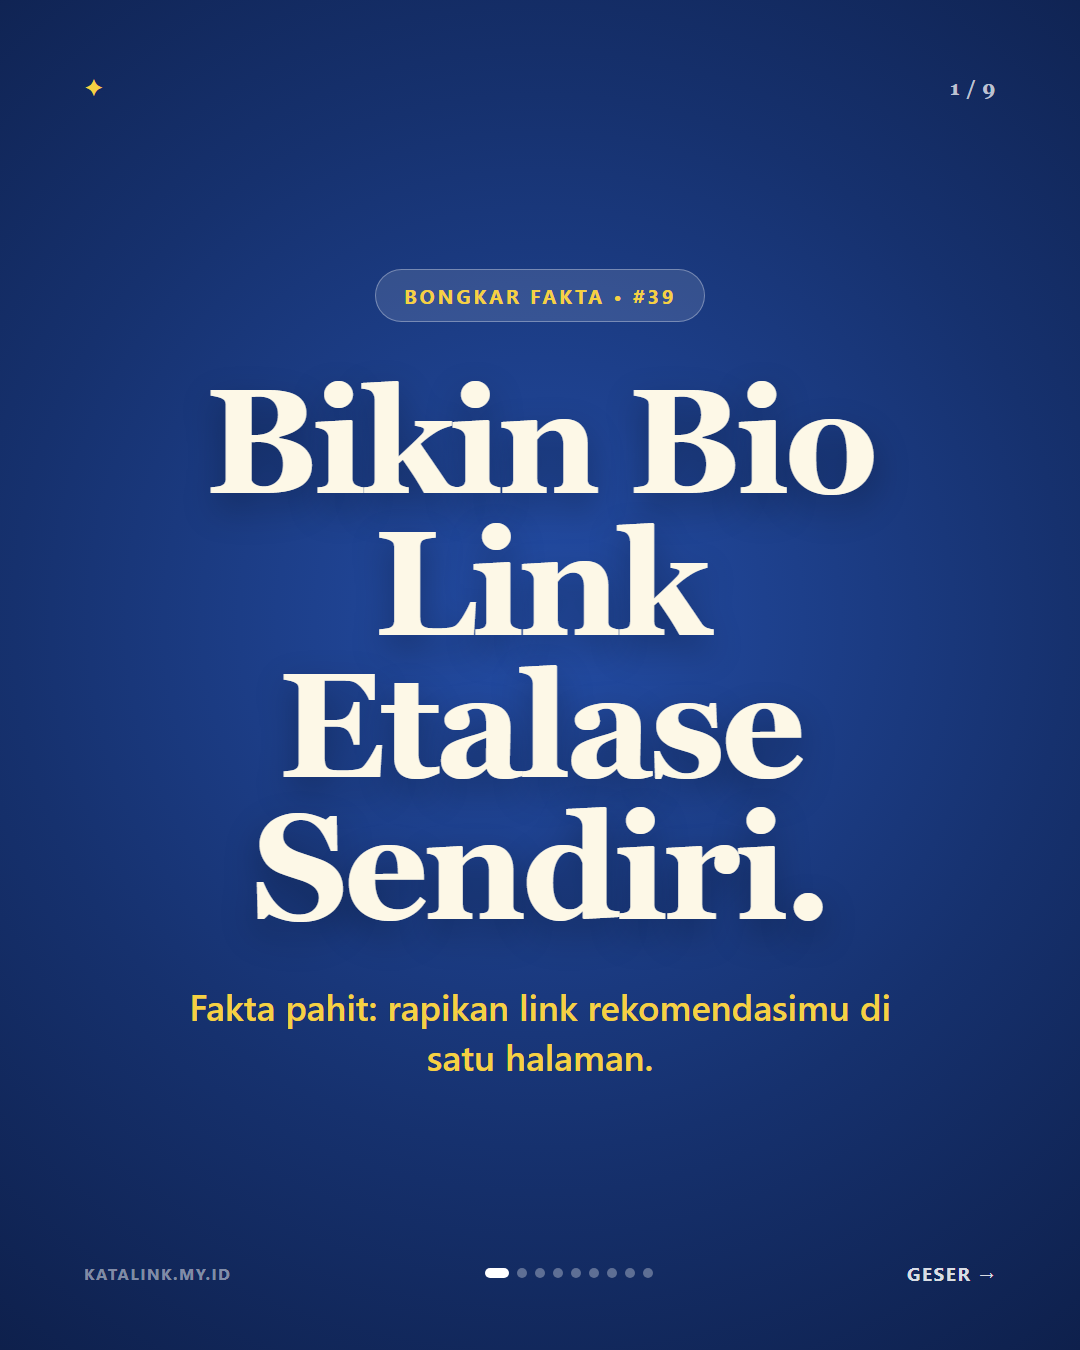 1 / 9
BONGKAR FAKTA • #39
Bikin Bio
Link
Etalase
Sendiri.
Fakta pahit: rapikan link rekomendasimu di
satu halaman.
KATALINK.MY.ID
GESER →